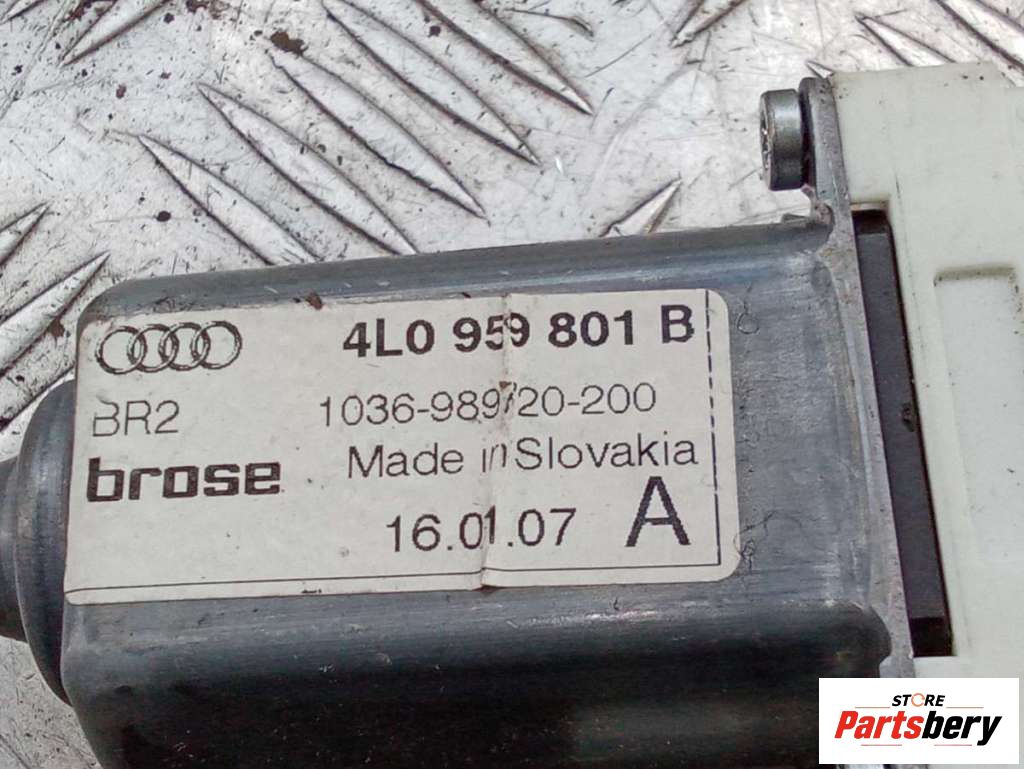 4L0 959 801 B
BR2 1036-989720-200
brose Made in Slovakia
16.01.07 A
STORE
Partsbery